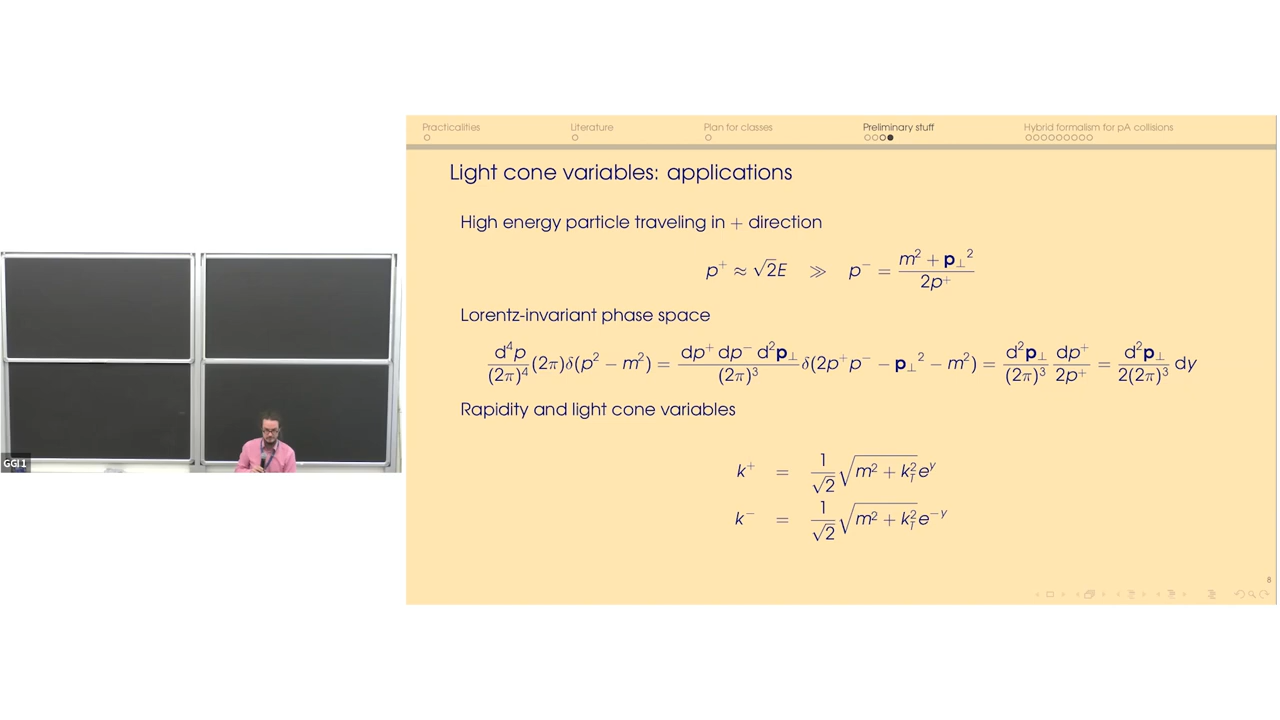 Practicalities Literature Plan for classes Preliminary stuff Hybrid formalism for pA collisions
Light cone variables: applications
High energy particle traveling in + direction
p⁺ ≈ √2E ≫ p⁻ = (m² + p⊥²)/(2p⁺)
Lorentz-invariant phase space
d⁴p/(2π)⁴ (2π)δ(p² − m²) = dp⁺ dp⁻ d²p⊥/(2π)³ δ(2p⁺p⁻ − p⊥² − m²) = d²p⊥/(2π)³ dp⁺/2p⁺ = d²p⊥/2(2π)³ dy
Rapidity and light cone variables
k⁺ = 1/√2 √(m² + k_T²) e^y
k⁻ = 1/√2 √(m² + k_T²) e^−y
GGI 1
8